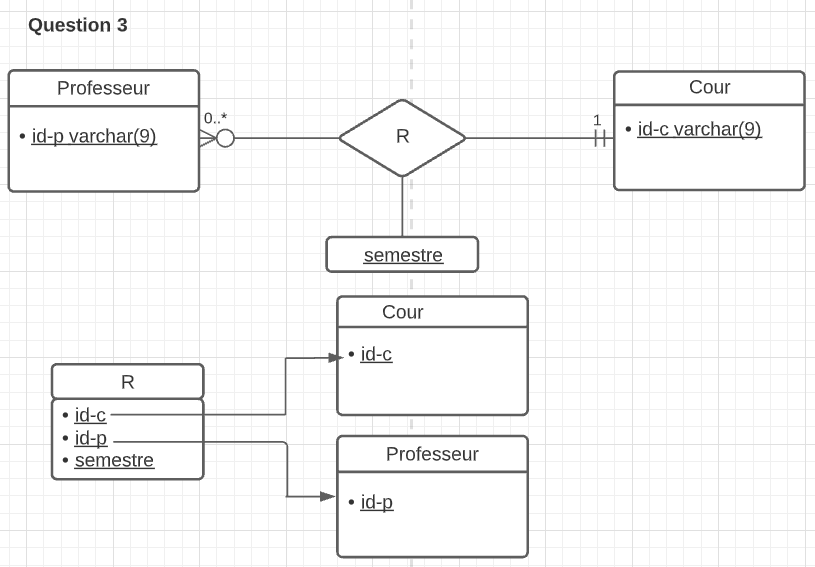 Question 3
Professeur
• id-p varchar(9)
0..*
R
1
Cour
• id-c varchar(9)
semestre
Cour
• id-c
R
• id-c
• id-p
• semestre
Professeur
• id-p